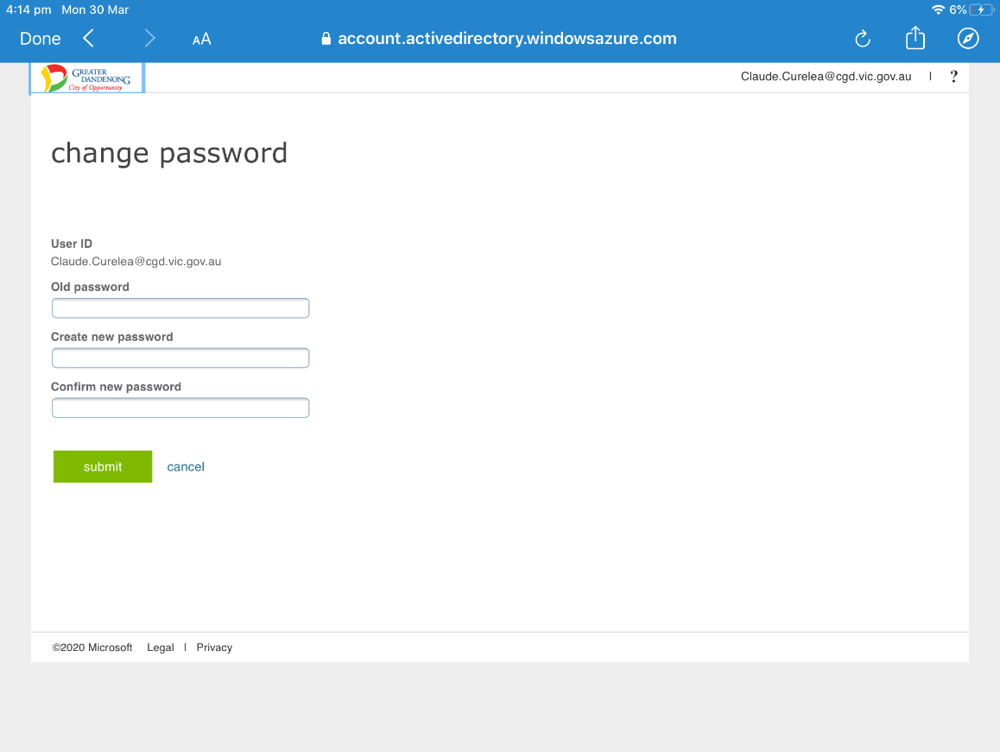 4:14 pm Mon 30 Mar 6%
Done AA account.activedirectory.windowsazure.com
GREATER
DANDENONG
City of Opportunity
Claude.Curelea@cgd.vic.gov.au | ?
change password
User ID
Claude.Curelea@cgd.vic.gov.au
Old password
Create new password
Confirm new password
submit cancel
©2020 Microsoft Legal | Privacy